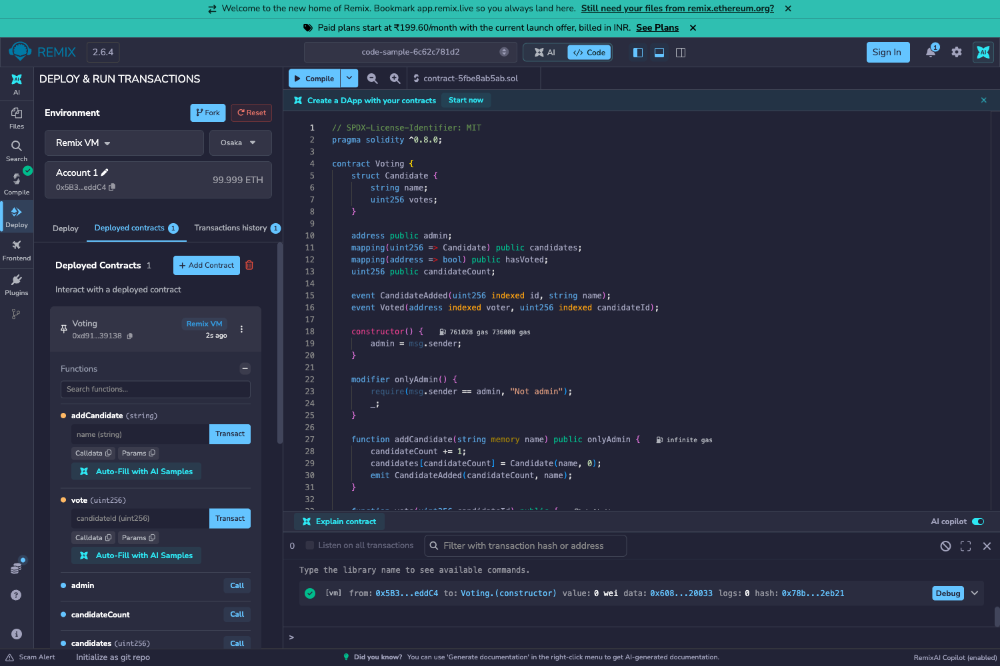 Welcome to the new home of Remix. Bookmark app.remix.live so you always land here. Still need your files from remix.ethereum.org?
Paid plans start at ₹199.60/month with the current launch offer, billed in INR. See Plans
REMIX 2.6.4
code-sample-6c62c781d2
AI
</> Code
1
Sign In
AI
AI
Files
Search
Compile
Deploy
Frontend
Plugins
DEPLOY & RUN TRANSACTIONS
Environment
Fork
Reset
Remix VM
Osaka
Account 1
0x5B3...eddC4
99.999 ETH
Deploy
Deployed contracts 1
Transactions history 1
Deployed Contracts 1
+ Add Contract
Interact with a deployed contract
Voting
0xd91...39138
Remix VM
2s ago
Functions
Search functions...
addCandidate (string)
name (string)
Transact
Calldata
Params
Auto-Fill with AI Samples
vote (uint256)
candidateId (uint256)
Transact
Calldata
Params
Auto-Fill with AI Samples
admin
Call
candidateCount
Call
candidates (uint256)
Call
Compile
contract-5fbe8ab5ab.sol
Create a DApp with your contracts
Start now
1 // SPDX-License-Identifier: MIT
2 pragma solidity ^0.8.0;
3
4 contract Voting {
5 struct Candidate {
6 string name;
7 uint256 votes;
8 }
9
10 address public admin;
11 mapping(uint256 => Candidate) public candidates;
12 mapping(address => bool) public hasVoted;
13 uint256 public candidateCount;
14
15 event CandidateAdded(uint256 indexed id, string name);
16 event Voted(address indexed voter, uint256 indexed candidateId);
17
18 constructor() { 761028 gas 736000 gas
19 admin = msg.sender;
20 }
21
22 modifier onlyAdmin() {
23 require(msg.sender == admin, "Not admin");
24 _;
25 }
26
27 function addCandidate(string memory name) public onlyAdmin { infinite gas
28 candidateCount += 1;
29 candidates[candidateCount] = Candidate(name, 0);
30 emit CandidateAdded(candidateCount, name);
31 }
32
33 function vote(uint256 candidateId) public {
Explain contract
AI copilot
0
Listen on all transactions
Filter with transaction hash or address
Type the library name to see available commands.
[vm] from: 0x5B3...eddC4 to: Voting.(constructor) value: 0 wei data: 0x608...20033 logs: 0 hash: 0x78b...2eb21
Debug
>
Scam Alert
Initialize as git repo
Did you know? You can use 'Generate documentation' in the right-click menu to get AI-generated documentation.
RemixAI Copilot (enabled)